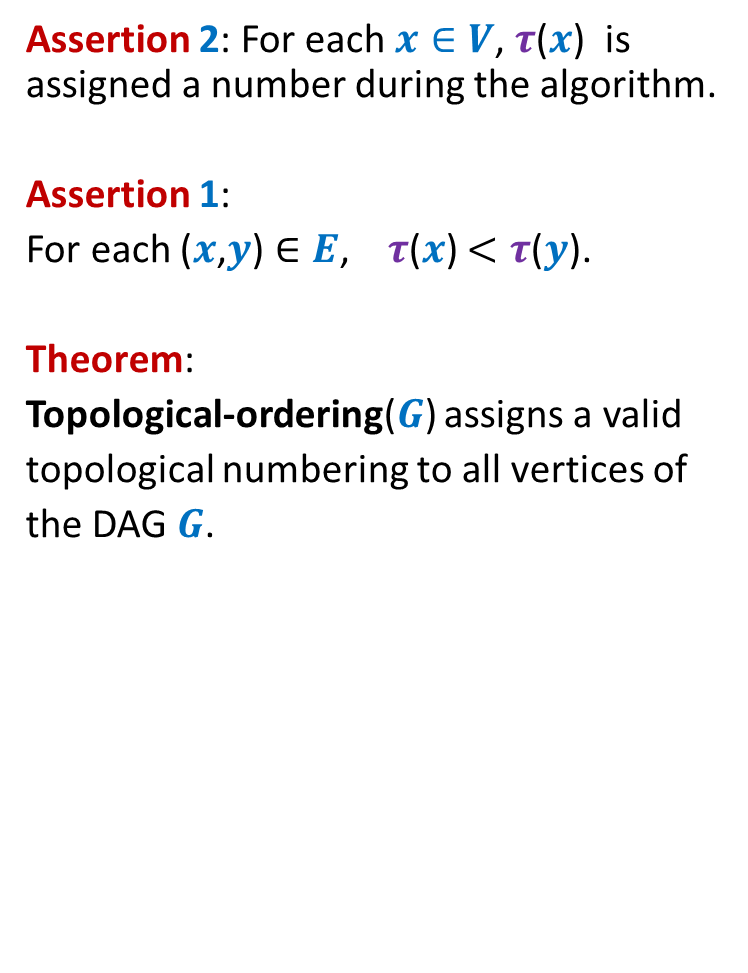 Assertion 2: For each x ∈ V, τ(x) is
assigned a number during the algorithm.
Assertion 1:
For each (x,y) ∈ E, τ(x) < τ(y).
Theorem:
Topological-ordering(G) assigns a valid
topological numbering to all vertices of
the DAG G.